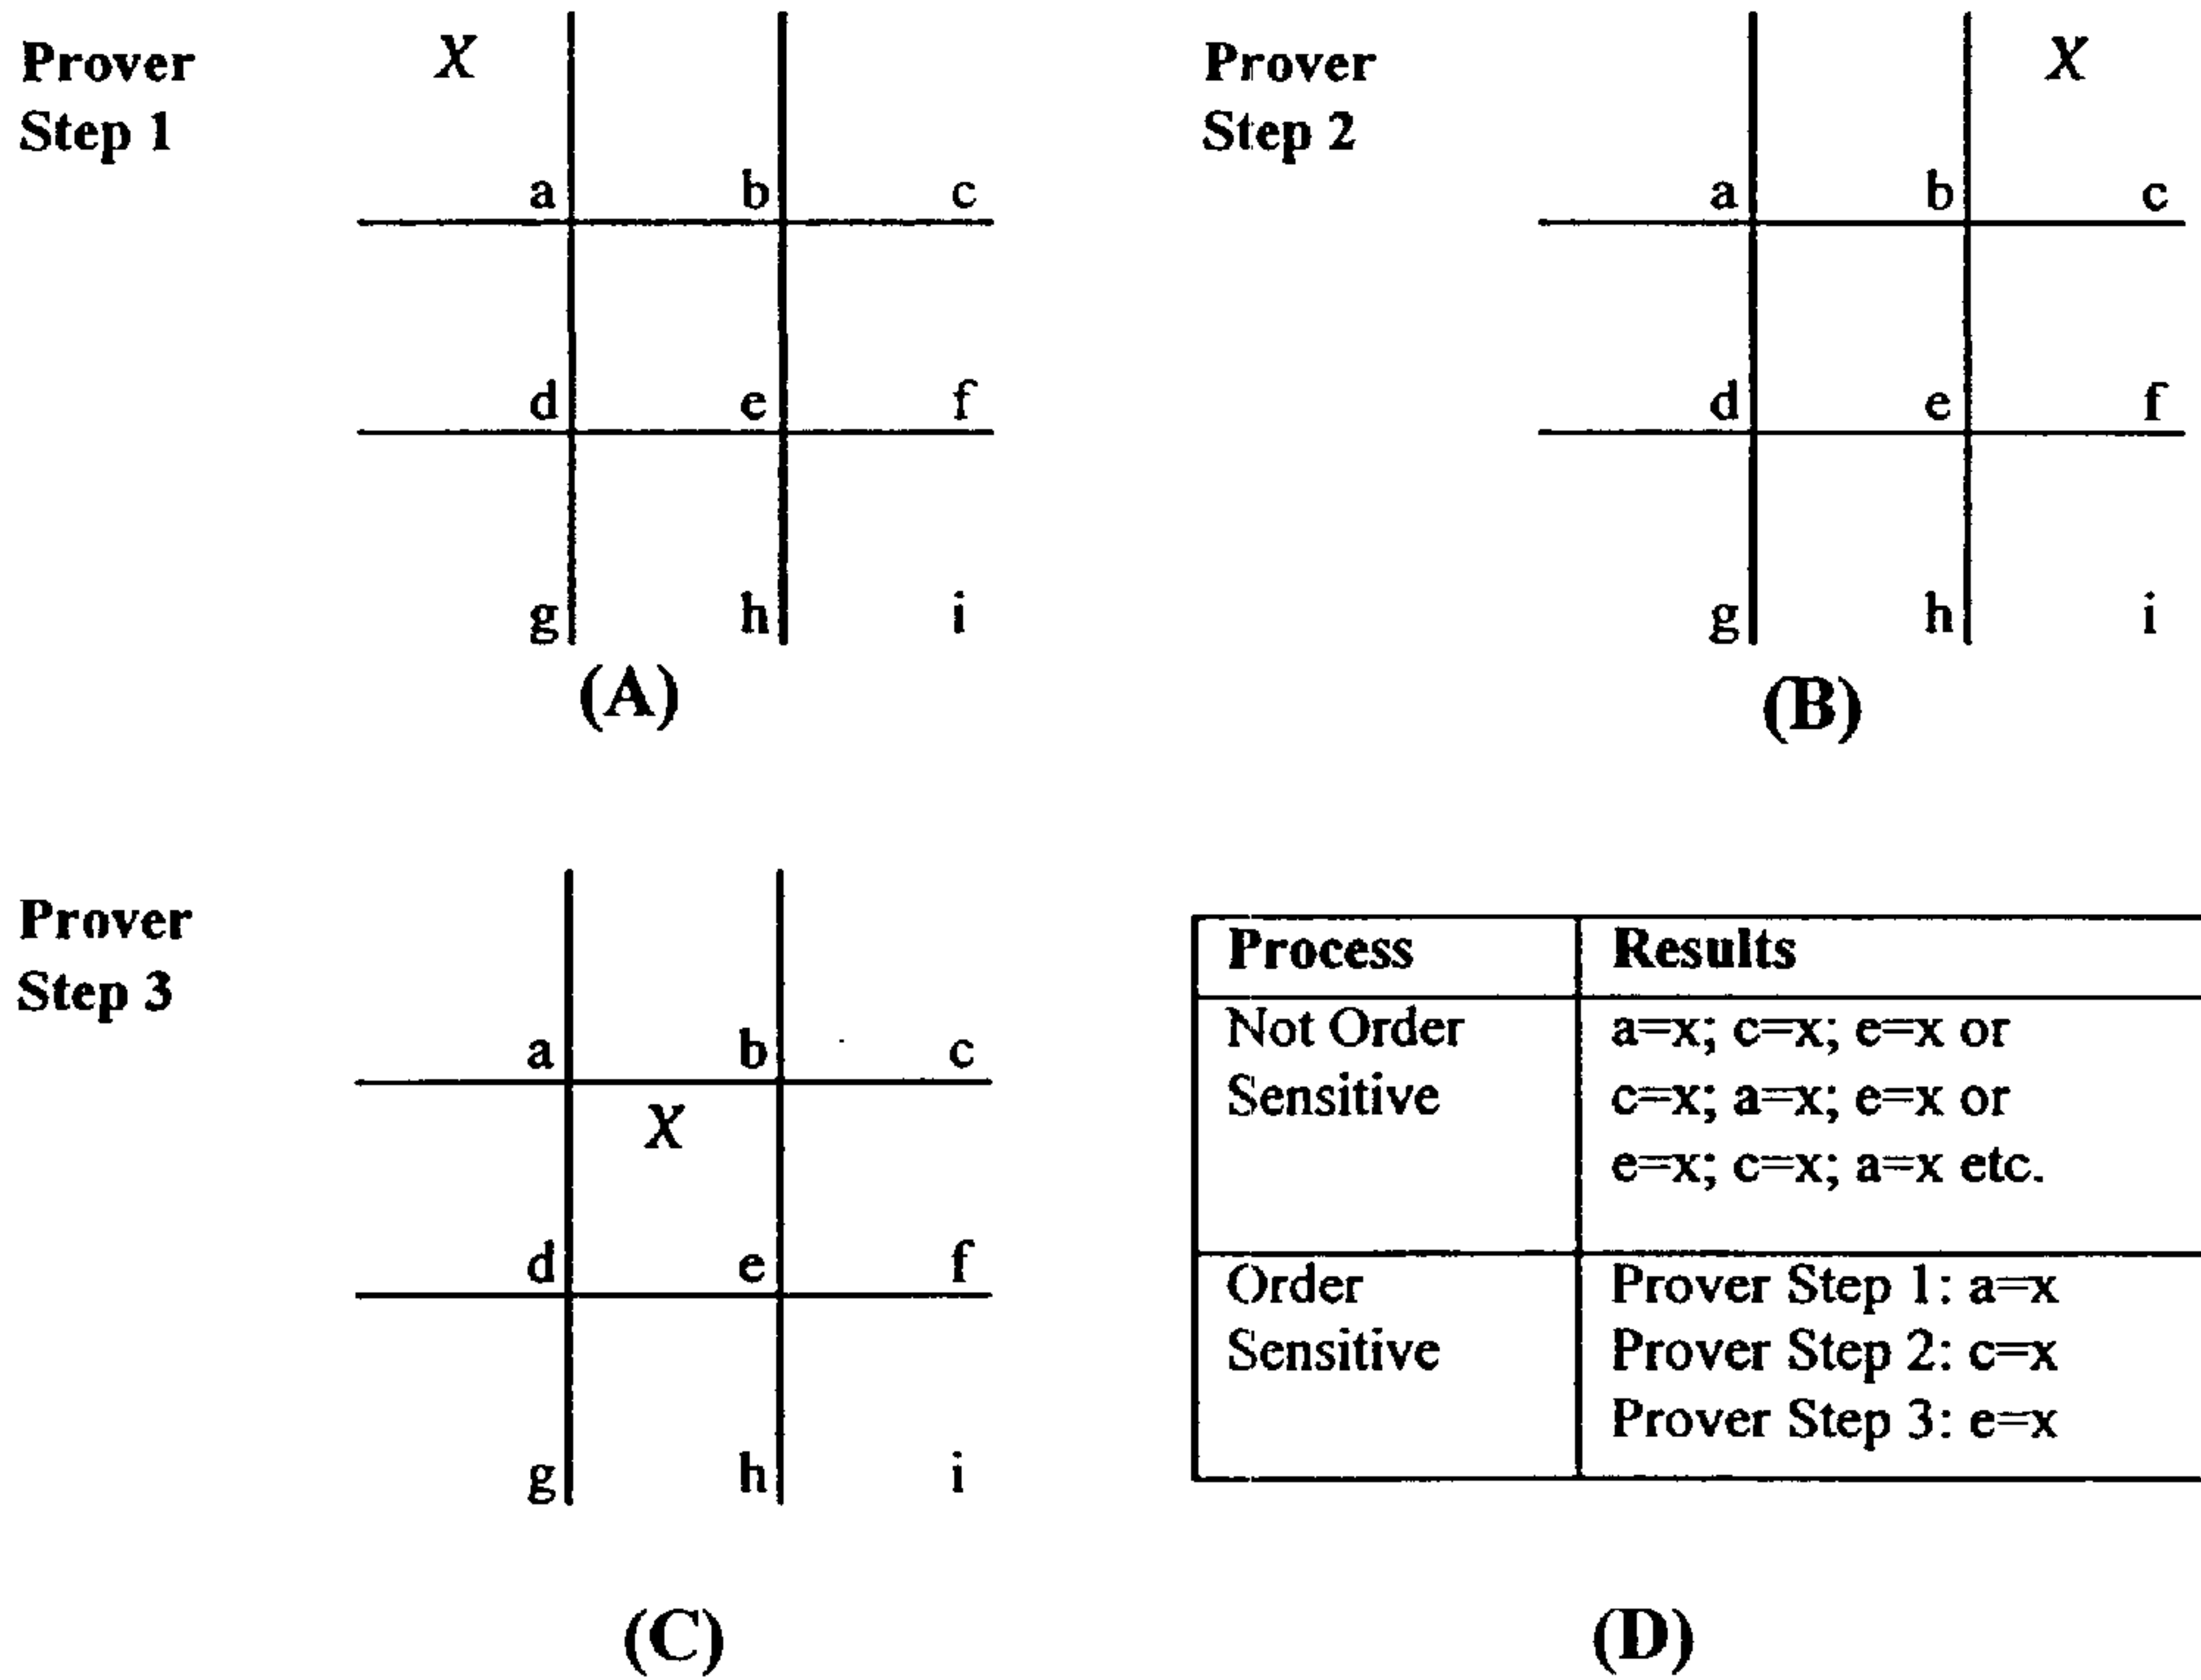 Prover
Step 1
X
a b c
d e f
g h i
(A)
Prover
Step 2
X
a b c
d e f
g h i
(B)
Prover
Step 3
a b c
X
d e f
g h i
(C)
Process Results
Not Order a=x; c=x; e=x or
Sensitive c=x; a=x; e=x or
e=x; c=x; a=x etc.
Order Prover Step 1: a=x
Sensitive Prover Step 2: c=x
Prover Step 3: e=x
(D)